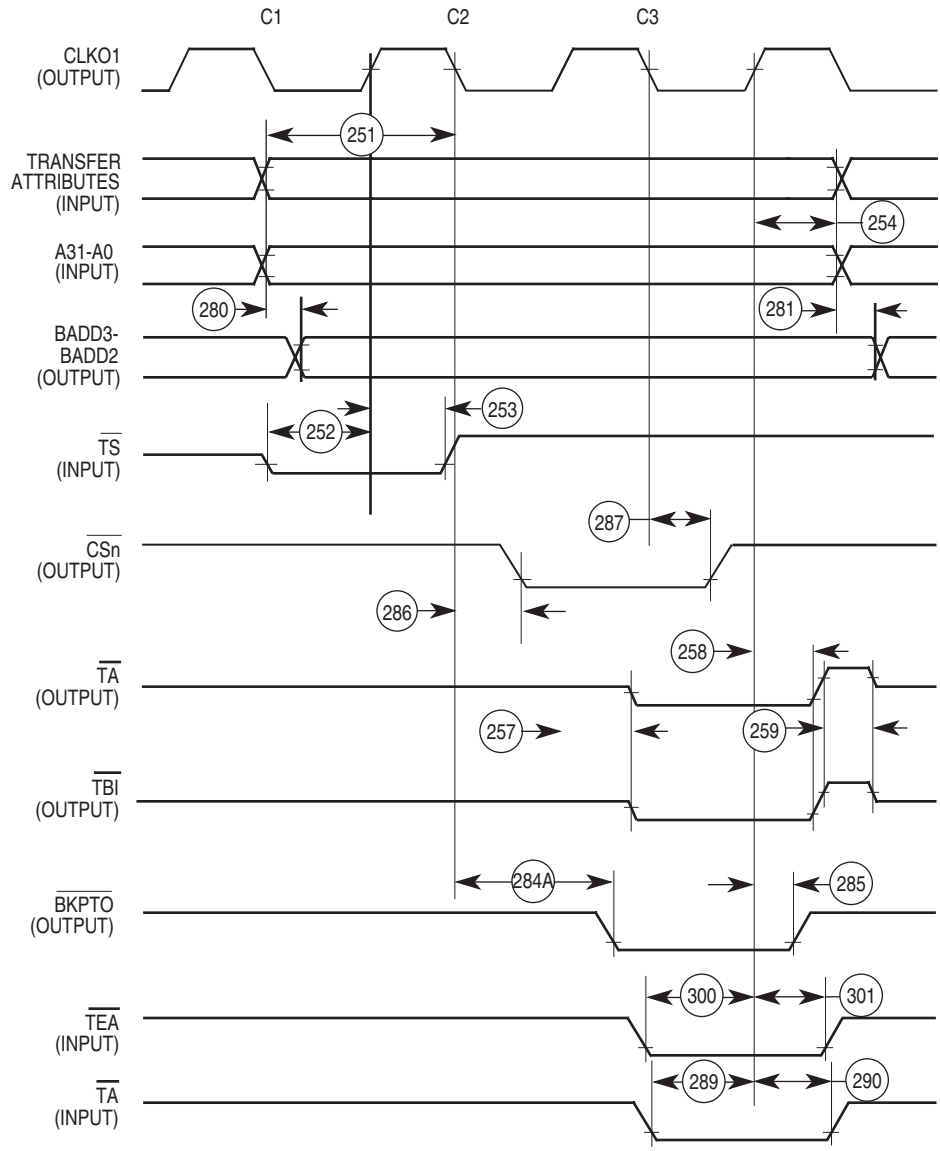 C1 C2 C3
CLKO1
(OUTPUT)
251
TRANSFER
ATTRIBUTES
(INPUT)
254
A31-A0
(INPUT)
280 281
BADD3-
BADD2
(OUTPUT)
253
252
TS
(INPUT)
287
CSn
(OUTPUT)
286
258
TA
(OUTPUT)
257 259
TBI
(OUTPUT)
284A 285
BKPTO
(OUTPUT)
300 301
TEA
(INPUT)
289 290
TA
(INPUT)